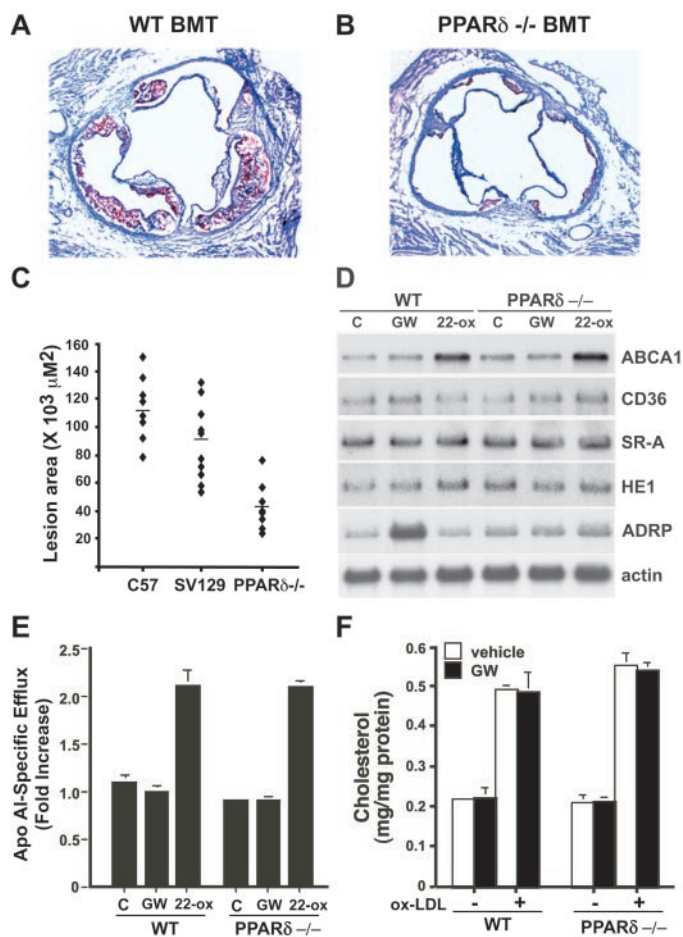 A
WT BMT
B
PPARδ -/- BMT
C
Lesion area (X 10³ µM²)
160
140
120
100
80
60
40
20
C57 SV129 PPARδ-/-
D
WT PPARδ –/–
C GW 22-ox C GW 22-ox
ABCA1
CD36
SR-A
HE1
ADRP
actin
E
Apo AI-Specific Efflux
(Fold Increase)
2.5
2.0
1.5
1.0
0.5
0
C GW 22-ox C GW 22-ox
WT PPARδ –/–
F
vehicle
GW
Cholesterol
(mg/mg protein)
0.6
0.5
0.4
0.3
0.2
0
ox-LDL - + - +
WT PPARδ –/–